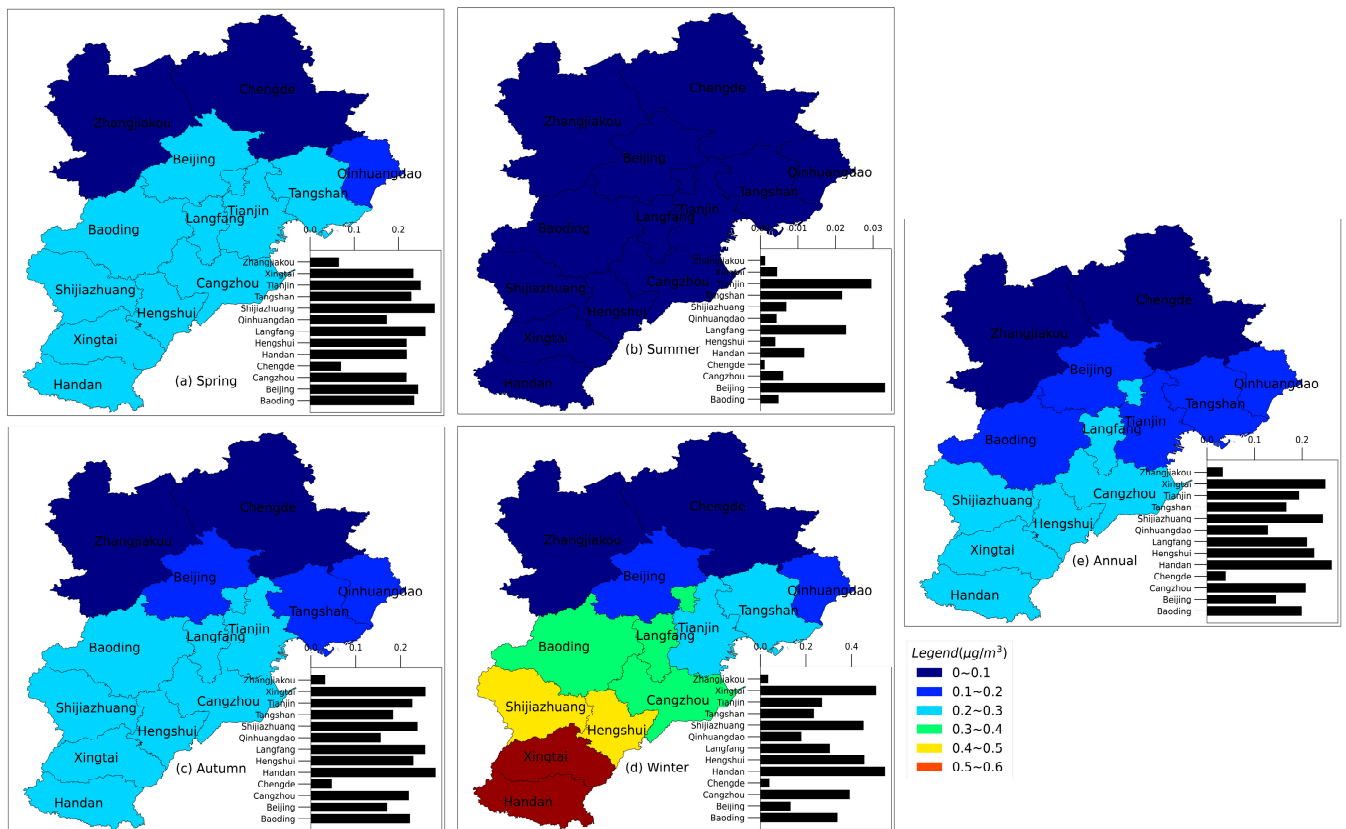 Chengde
Zhangjiakou
Beijing
Qinhuangdao
Tangshan
Tianjin
Langfang
Baoding
Cangzhou
Shijiazhuang
Hengshui
Xingtai
Handan
(a) Spring
0.0 0.1 0.2
Zhangjiakou
Xingtai
Tianjin
Tangshan
Shijiazhuang
Qinhuangdao
Langfang
Hengshui
Handan
Chengde
Cangzhou
Beijing
Baoding
Chengde
Zhangjiakou
Beijing
Qinhuangdao
Tangshan
Tianjin
Langfang
Baoding
Cangzhou
Shijiazhuang
Hengshui
Xingtai
Handan
(b) Summer
0.01 0.02 0.03
Tangshan
Shijiazhuang
Qinhuangdao
Langfang
Hengshui
Handan
Chengde
Cangzhou
Beijing
Baoding
Chengde
Zhangjiakou
Beijing
Qinhuangdao
Tangshan
Tianjin
Langfang
Baoding
Cangzhou
Shijiazhuang
Hengshui
Xingtai
Handan
(c) Autumn
0.0 0.1 0.2
Zhangjiakou
Xingtai
Tianjin
Tangshan
Shijiazhuang
Qinhuangdao
Langfang
Hengshui
Handan
Chengde
Cangzhou
Beijing
Baoding
Chengde
Zhangjiakou
Beijing
Qinhuangdao
Tangshan
Tianjin
Langfang
Baoding
Cangzhou
Shijiazhuang
Hengshui
Xingtai
Handan
(d) Winter
0.0 0.2 0.4
Zhangjiakou
Xingtai
Tianjin
Tangshan
Shijiazhuang
Qinhuangdao
Langfang
Hengshui
Handan
Chengde
Cangzhou
Beijing
Baoding
Chengde
Zhangjiakou
Beijing
Qinhuangdao
Tangshan
Tianjin
Langfang
Baoding
Cangzhou
Shijiazhuang
Hengshui
Xingtai
Handan
(e) Annual
0.0 0.1 0.2
Zhangjiakou
Xingtai
Tianjin
Tangshan
Shijiazhuang
Qinhuangdao
Langfang
Hengshui
Handan
Chengde
Cangzhou
Beijing
Baoding
Legend(μg/m³)
0~0.1
0.1~0.2
0.2~0.3
0.3~0.4
0.4~0.5
0.5~0.6